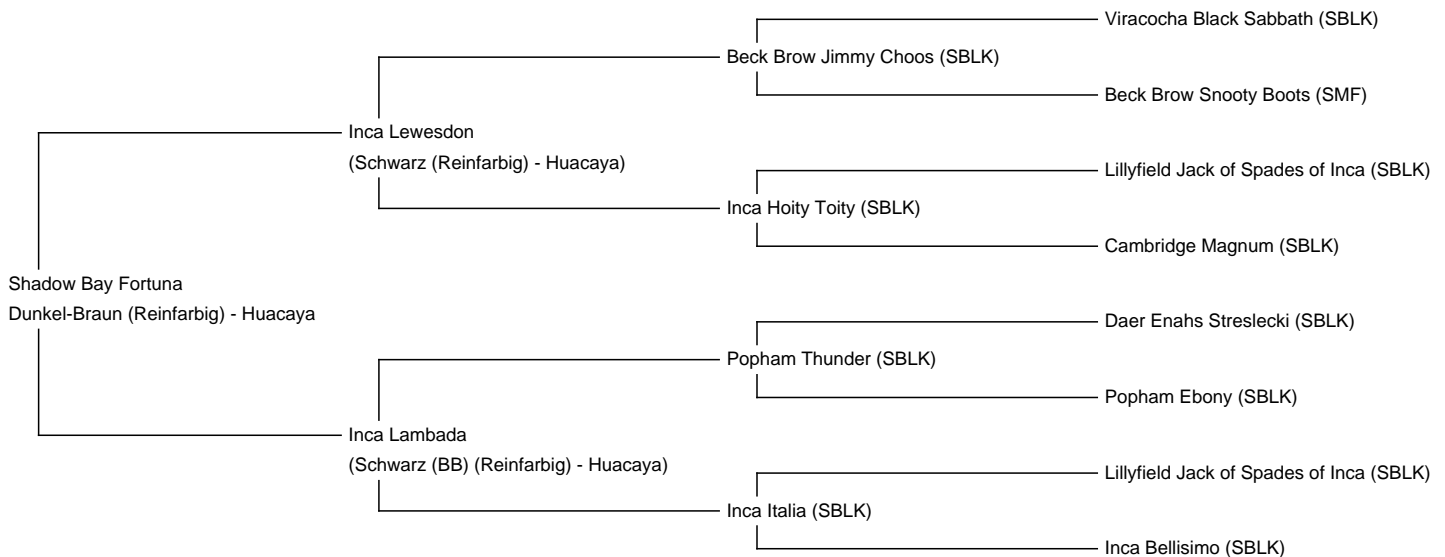 Viracocha Black Sabbath (SBLK)
Beck Brow Jimmy Choos (SBLK)
Beck Brow Snooty Boots (SMF)
Inca Lewesdon
(Schwarz (Reinfarbig) - Huacaya)
Lillyfield Jack of Spades of Inca (SBLK)
Inca Hoity Toity (SBLK)
Cambridge Magnum (SBLK)
Shadow Bay Fortuna
Dunkel-Braun (Reinfarbig) - Huacaya
Daer Enahs Streslecki (SBLK)
Popham Thunder (SBLK)
Popham Ebony (SBLK)
Inca Lambada
(Schwarz (BB) (Reinfarbig) - Huacaya)
Lillyfield Jack of Spades of Inca (SBLK)
Inca Italia (SBLK)
Inca Bellisimo (SBLK)